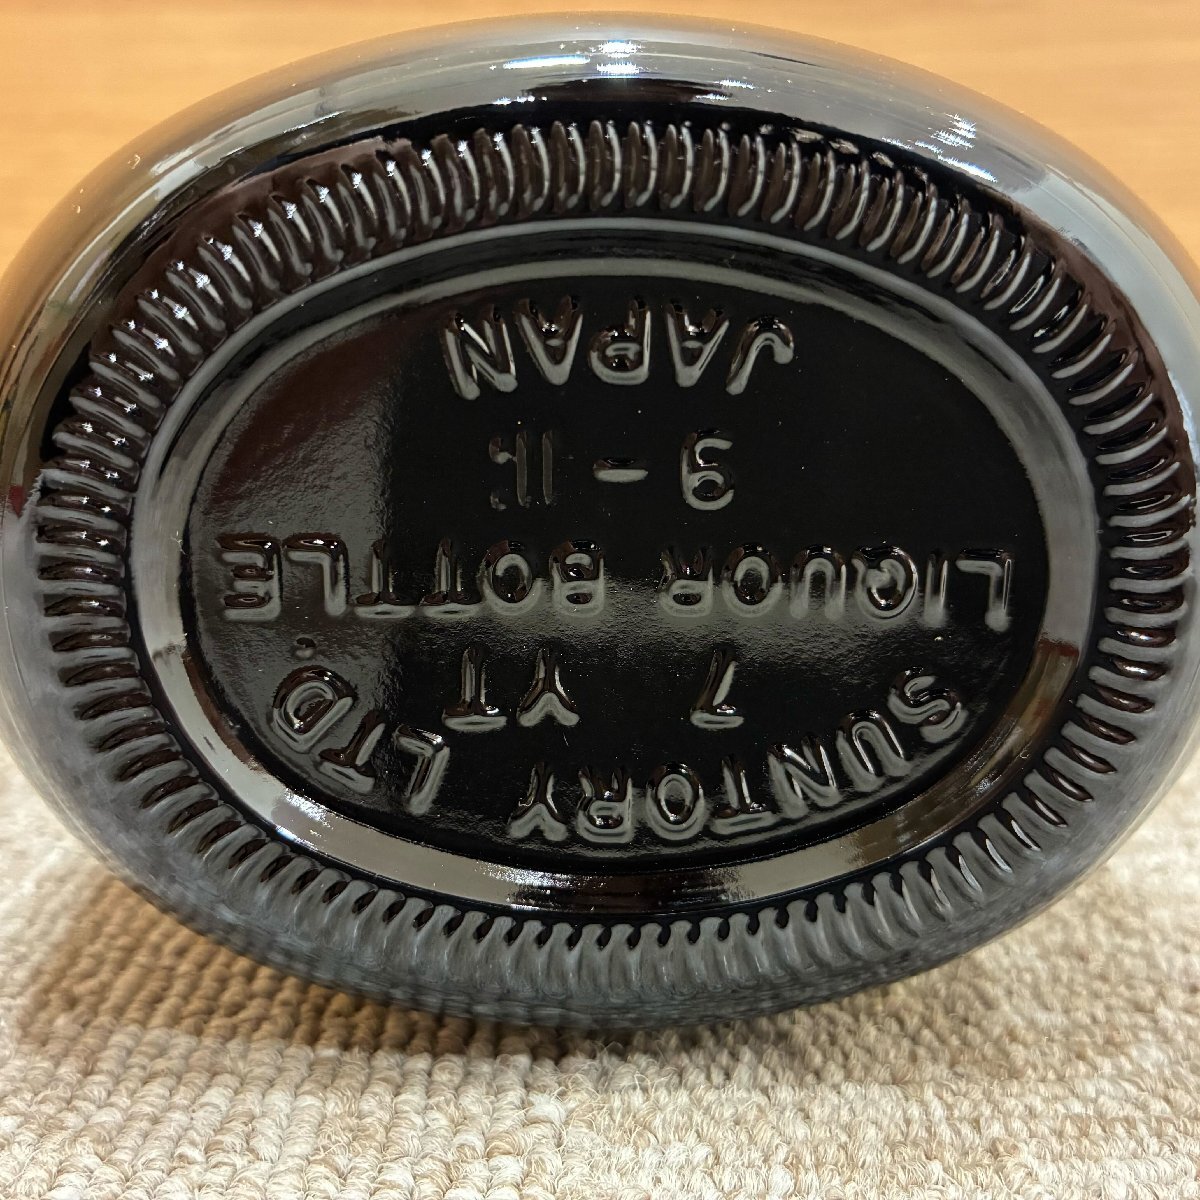 SUNTORY LTD.
7 YT
LIQUOR BOTTLE
JAPAN